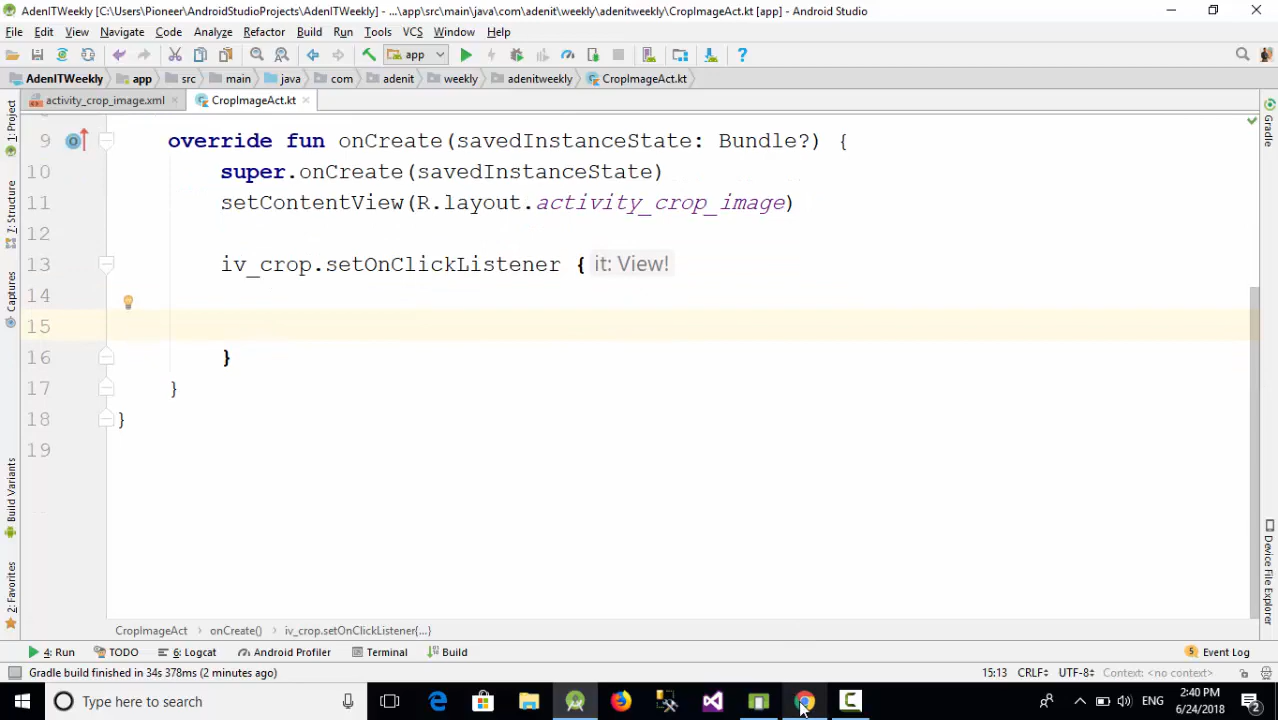 AdenITWeekly [C:\Users\Pioneer\AndroidStudioProjects\AdenITWeekly] - ...\app\src\main\java\com\adenit\weekly\adenitweekly\CropImageAct.kt [app] - Android Studio
File Edit View Navigate Code Analyze Refactor Build Run Tools VCS Window Help
app
AdenITWeekly app src main java com adenit weekly adenitweekly CropImageAct.kt
activity_crop_image.xml CropImageAct.kt
1: Project
7: Structure
Captures
Build Variants
2: Favorites
Gradle
Device File Explorer
9 override fun onCreate(savedInstanceState: Bundle?) {
10 super.onCreate(savedInstanceState)
11 setContentView(R.layout.activity_crop_image)
12
13 iv_crop.setOnClickListener { it: View!
14
15
16 }
17 }
18 }
19
CropImageAct onCreate() iv_crop.setOnClickListener{...}
4: Run TODO 6: Logcat Android Profiler Terminal Build 5 Event Log
Gradle build finished in 34s 378ms (2 minutes ago) 15:13 CRLF UTF-8 Context: <no context>
Type here to search ENG 2:40 PM
6/24/2018 2